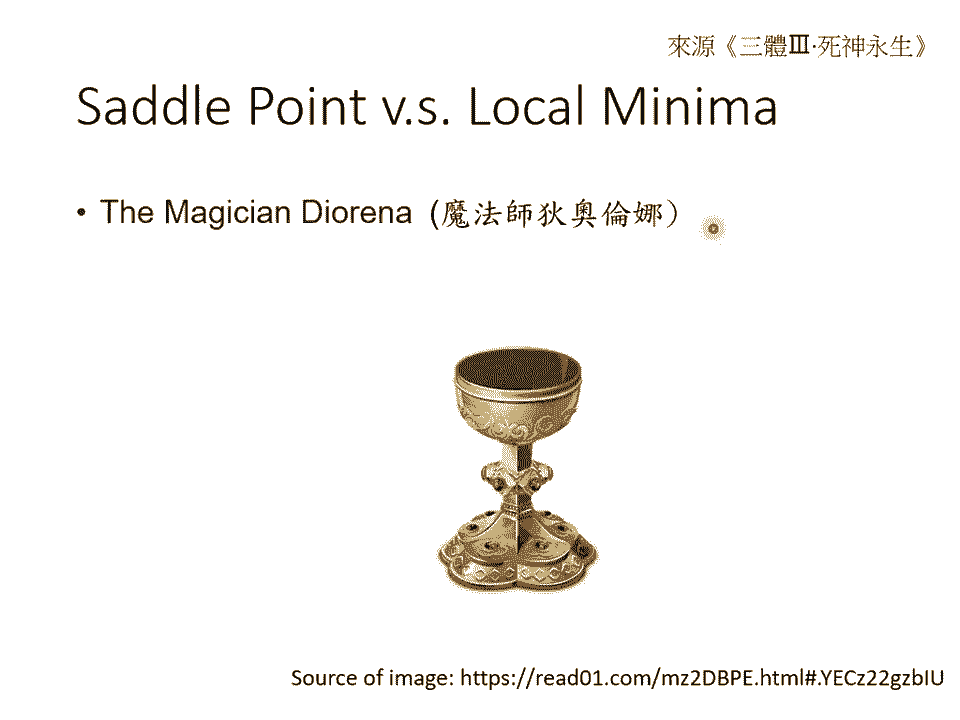 來源《三體Ⅲ·死神永生》
Saddle Point v.s. Local Minima
• The Magician Diorena (魔法師狄奧倫娜)
Source of image: https://read01.com/mz2DBPE.html#.YECz22gzbIU